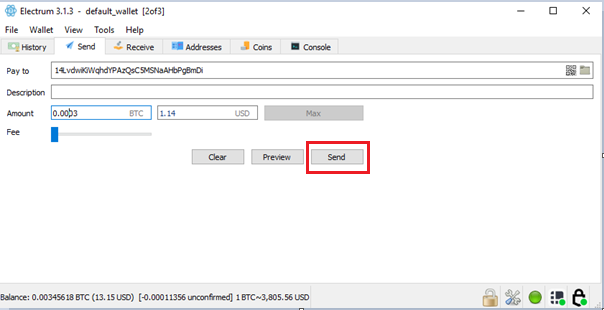 Electrum 3.1.3 - default_wallet [2of3]
File Wallet View Tools Help
History Send Receive Addresses Coins Console
Pay to 14LvdwiKiWqhdYPAzQsC5MSNaAHbPgBmDi
Description
Amount 0.0003 BTC 1.14 USD Max
Fee
Clear Preview Send
Balance: 0.00345618 BTC (13.15 USD) [-0.00011356 unconfirmed] 1 BTC~3,805.56 USD